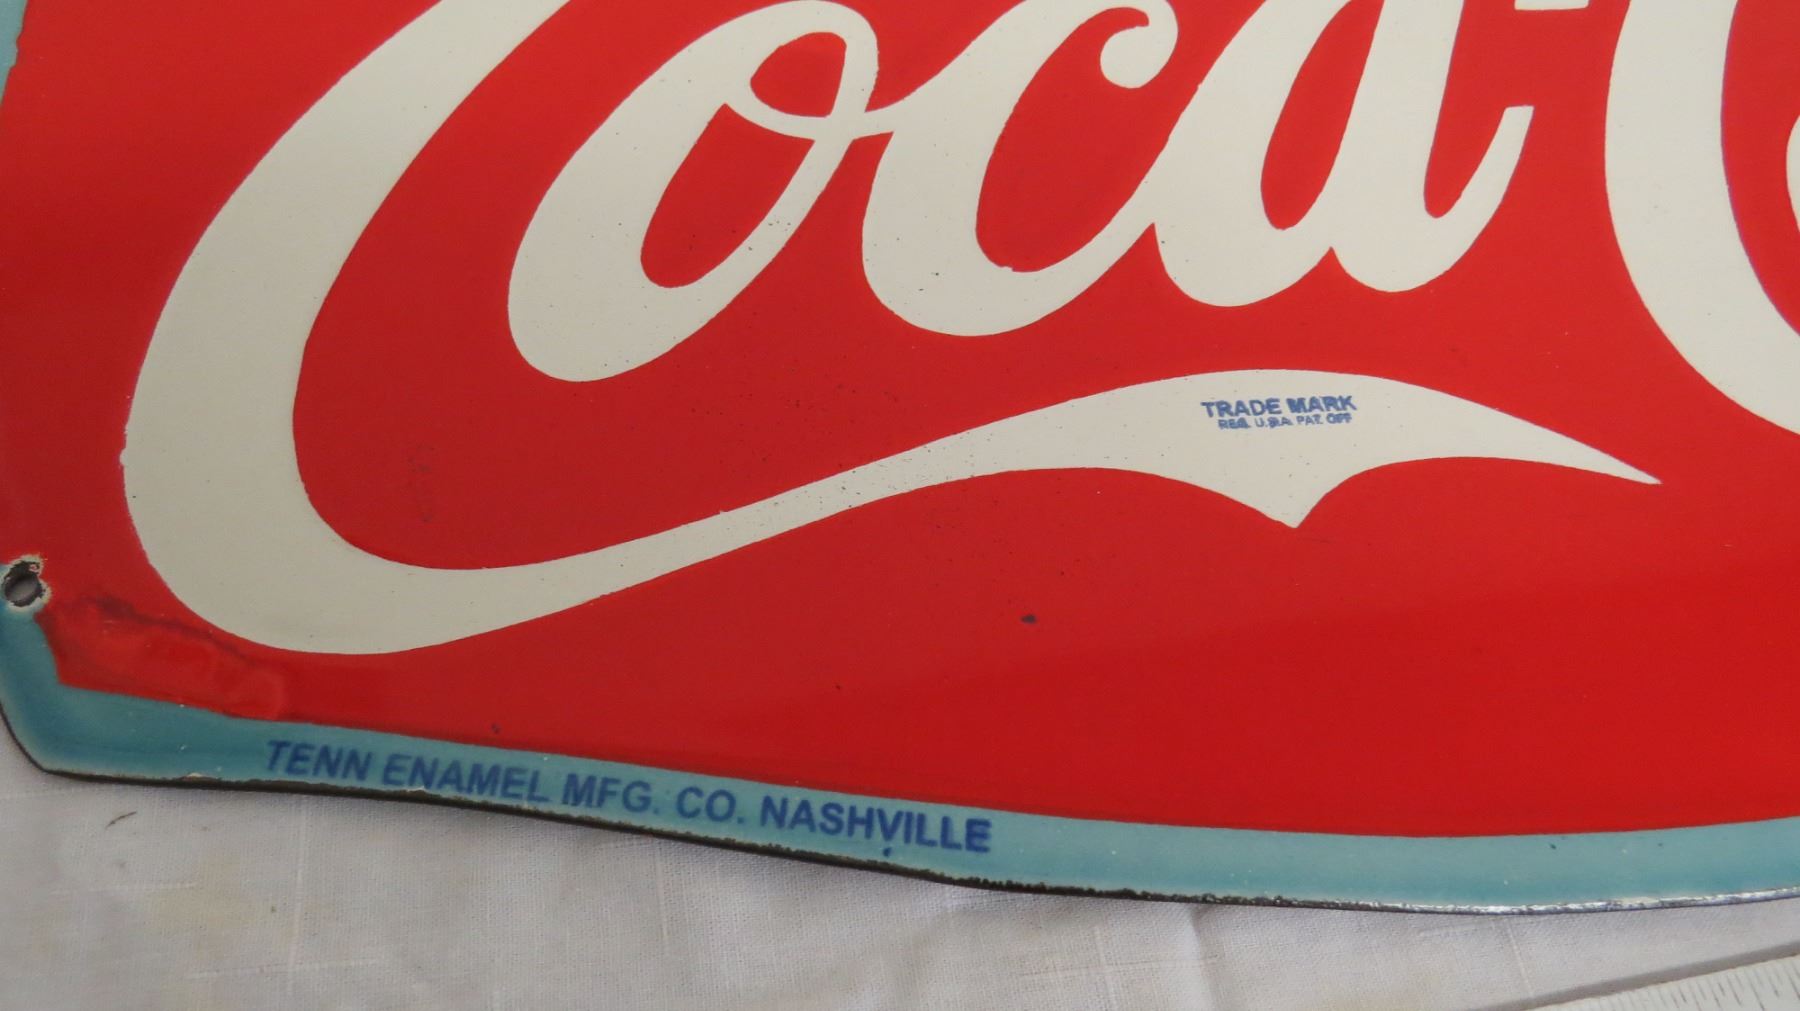 Coca-C
TRADE MARK
REG. U.S.A. PAT. OFF
TENN ENAMEL MFG. CO. NASHVILLE